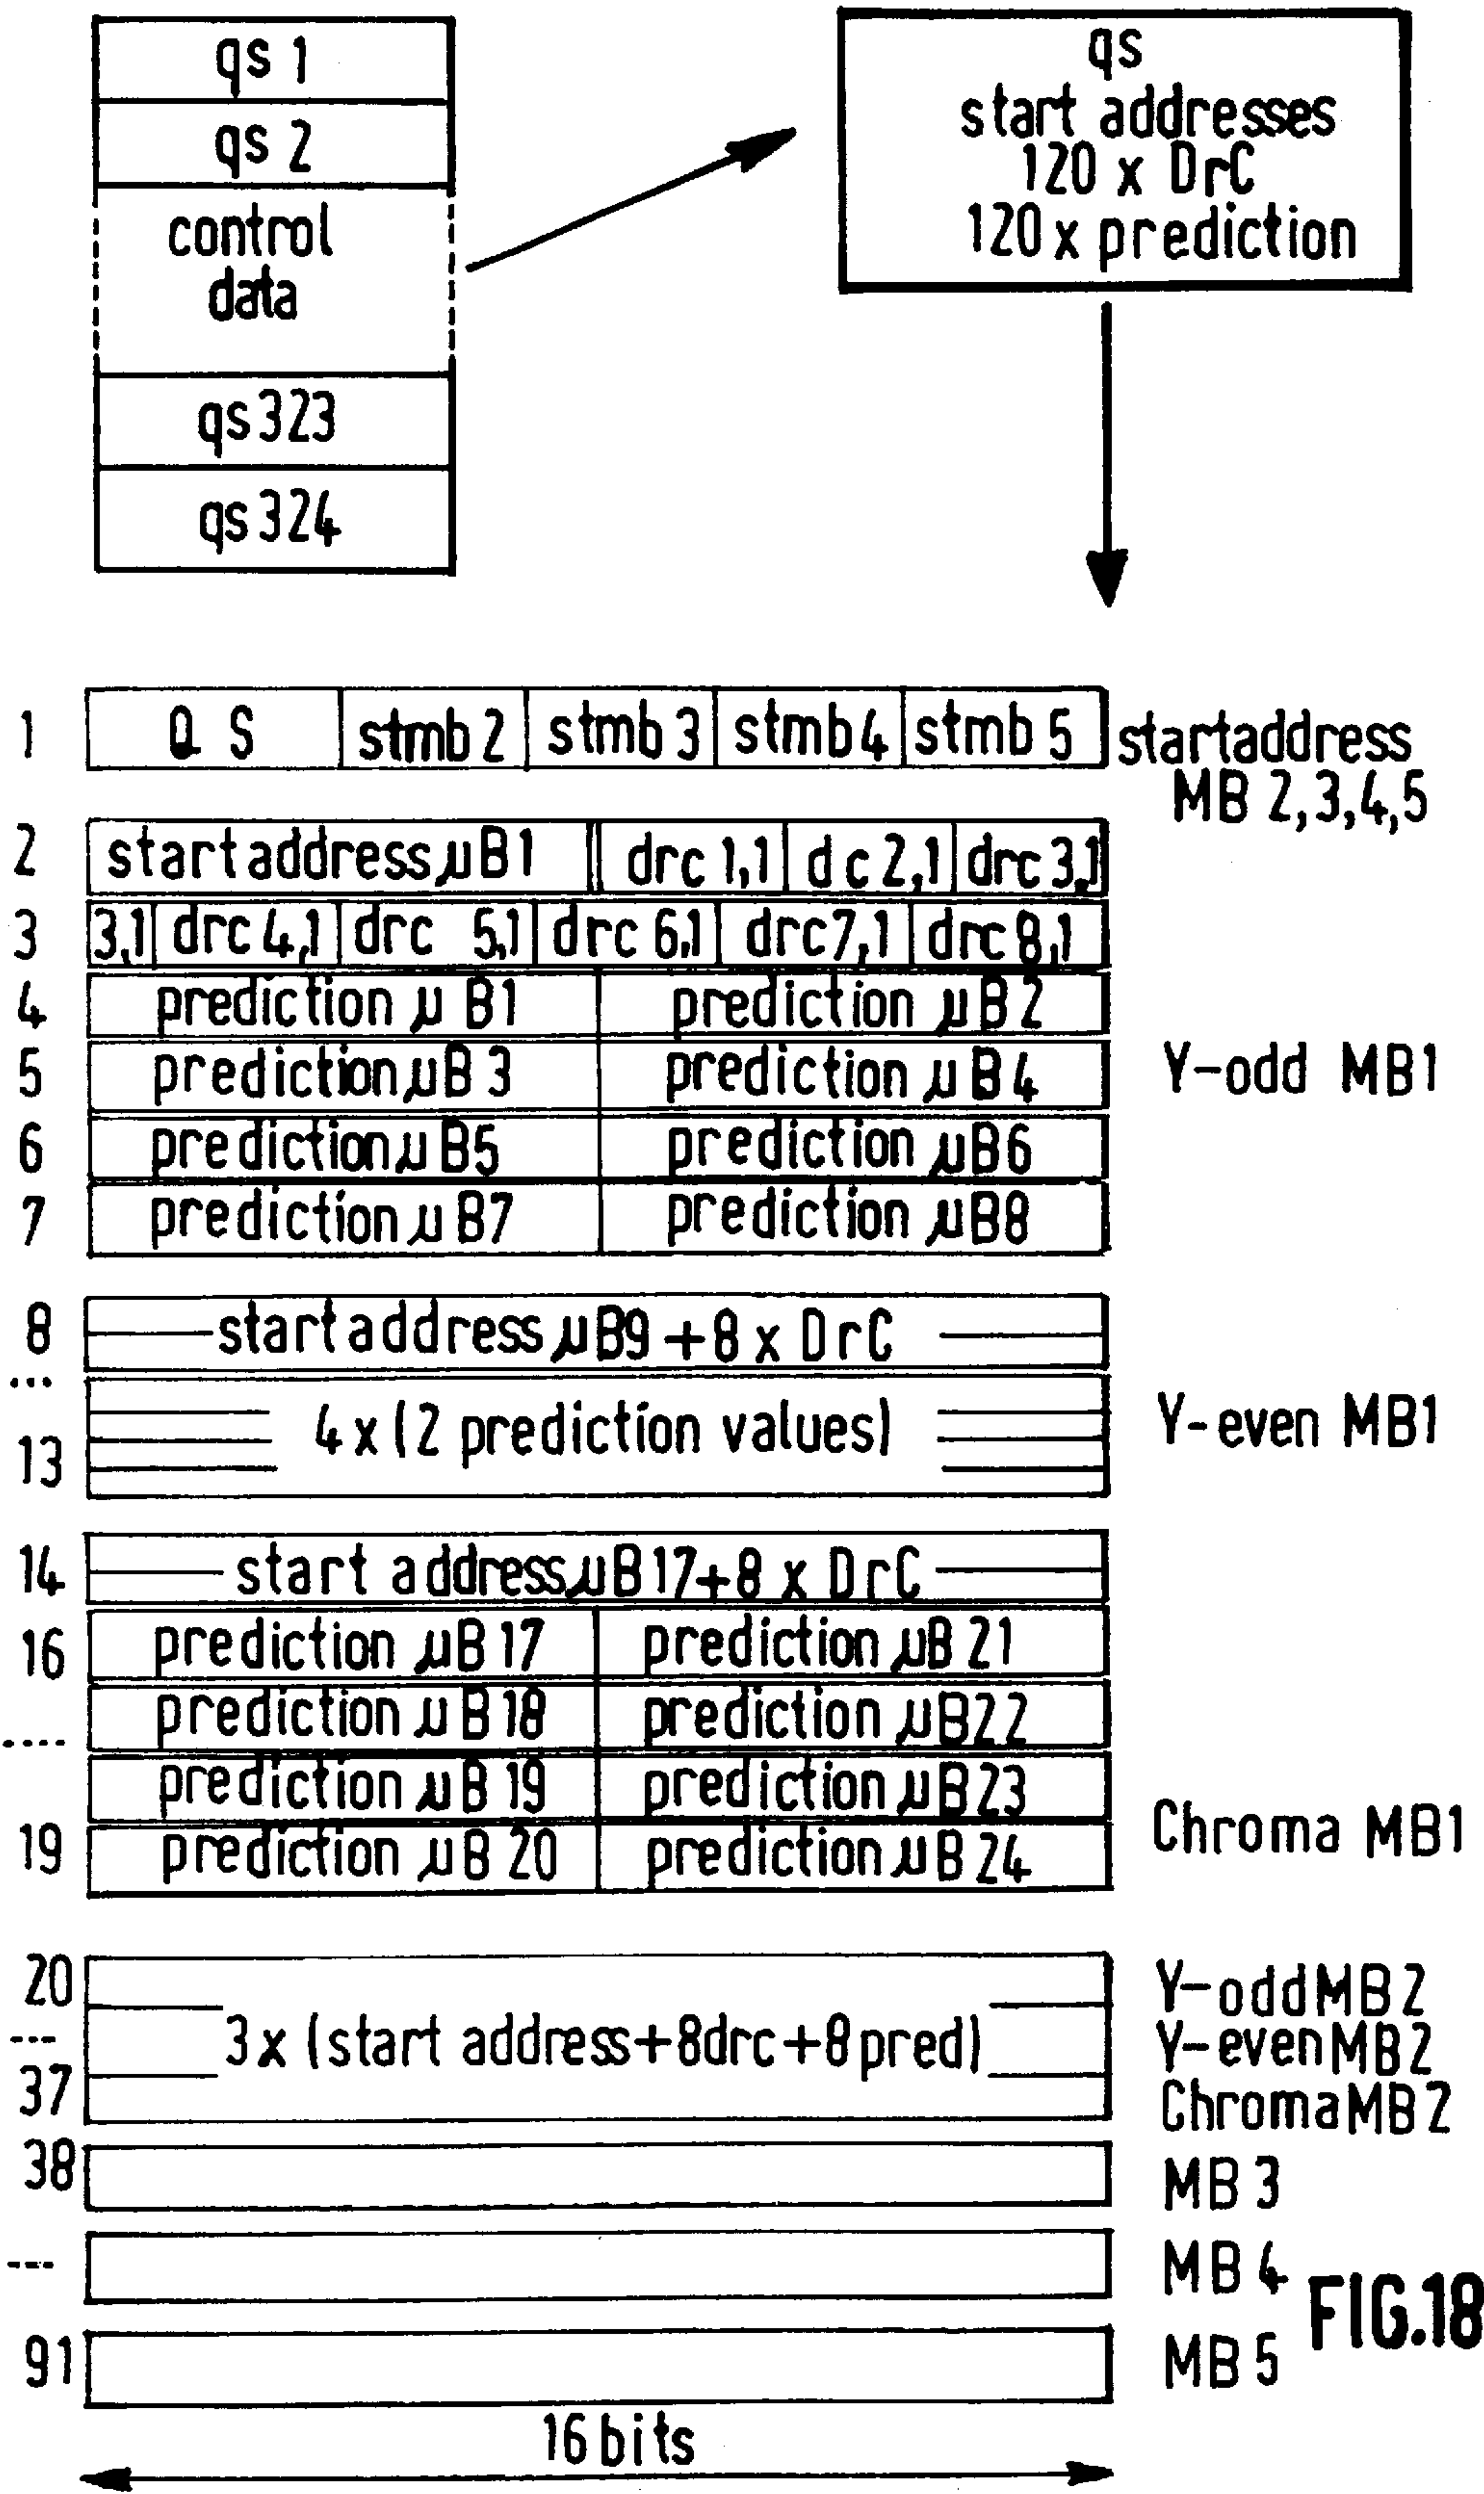 qs 1
qs 2
control
data
qs 323
qs 324
qs
start addresses
120 x DrC
120 x prediction
1 Q S stmb 2 stmb 3 stmb 4 stmb 5 startaddress
MB 2,3,4,5
2 startaddress µB1 drc 1,1 d c 2,1 drc 3,1
3 3,1 drc 4,1 drc 5,1 drc 6,1 drc 7,1 drc 8,1
4 prediction µ B1 prediction µB2
5 prediction µB 3 prediction µB4 Y-odd MB1
6 prediction µ B5 prediction µB6
7 prediction µ B7 prediction µB8
8 start address µB9 + 8 x DrC
...
13 4 x (2 prediction values) Y-even MB1
14 start address µB 17 + 8 x DrC
16 prediction µB 17 prediction µB 21
.... prediction µB 18 prediction µB22
prediction µB 19 prediction µB23
19 prediction µB 20 prediction µB 24 Chroma MB1
20 Y-odd MB 2
--- 3 x (start address + 8drc + 8 pred) Y-even MB2
37 Chroma MB 2
38 MB 3
--- MB 4
91 MB 5
FIG.18
16 bits